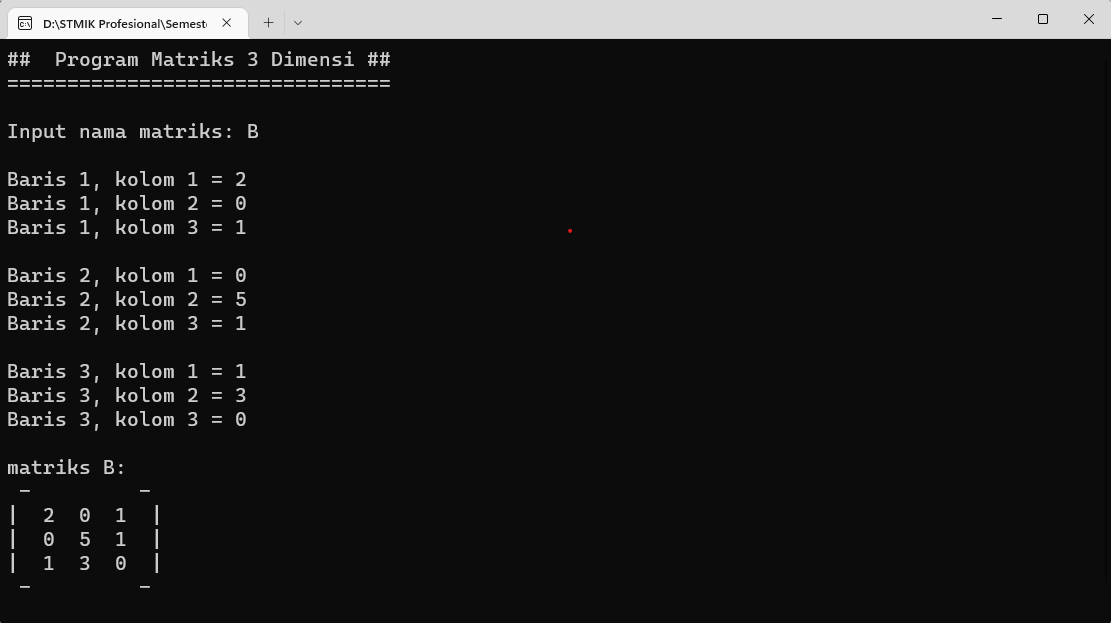 D:\STMIK Profesional\Semest
##  Program Matriks 3 Dimensi ##
================================
Input nama matriks: B
Baris 1, kolom 1 = 2
Baris 1, kolom 2 = 0
Baris 1, kolom 3 = 1
Baris 2, kolom 1 = 0
Baris 2, kolom 2 = 5
Baris 2, kolom 3 = 1
Baris 3, kolom 1 = 1
Baris 3, kolom 2 = 3
Baris 3, kolom 3 = 0
matriks B:
 _         _
|  2  0  1  |
|  0  5  1  |
|  1  3  0  |
 -         -